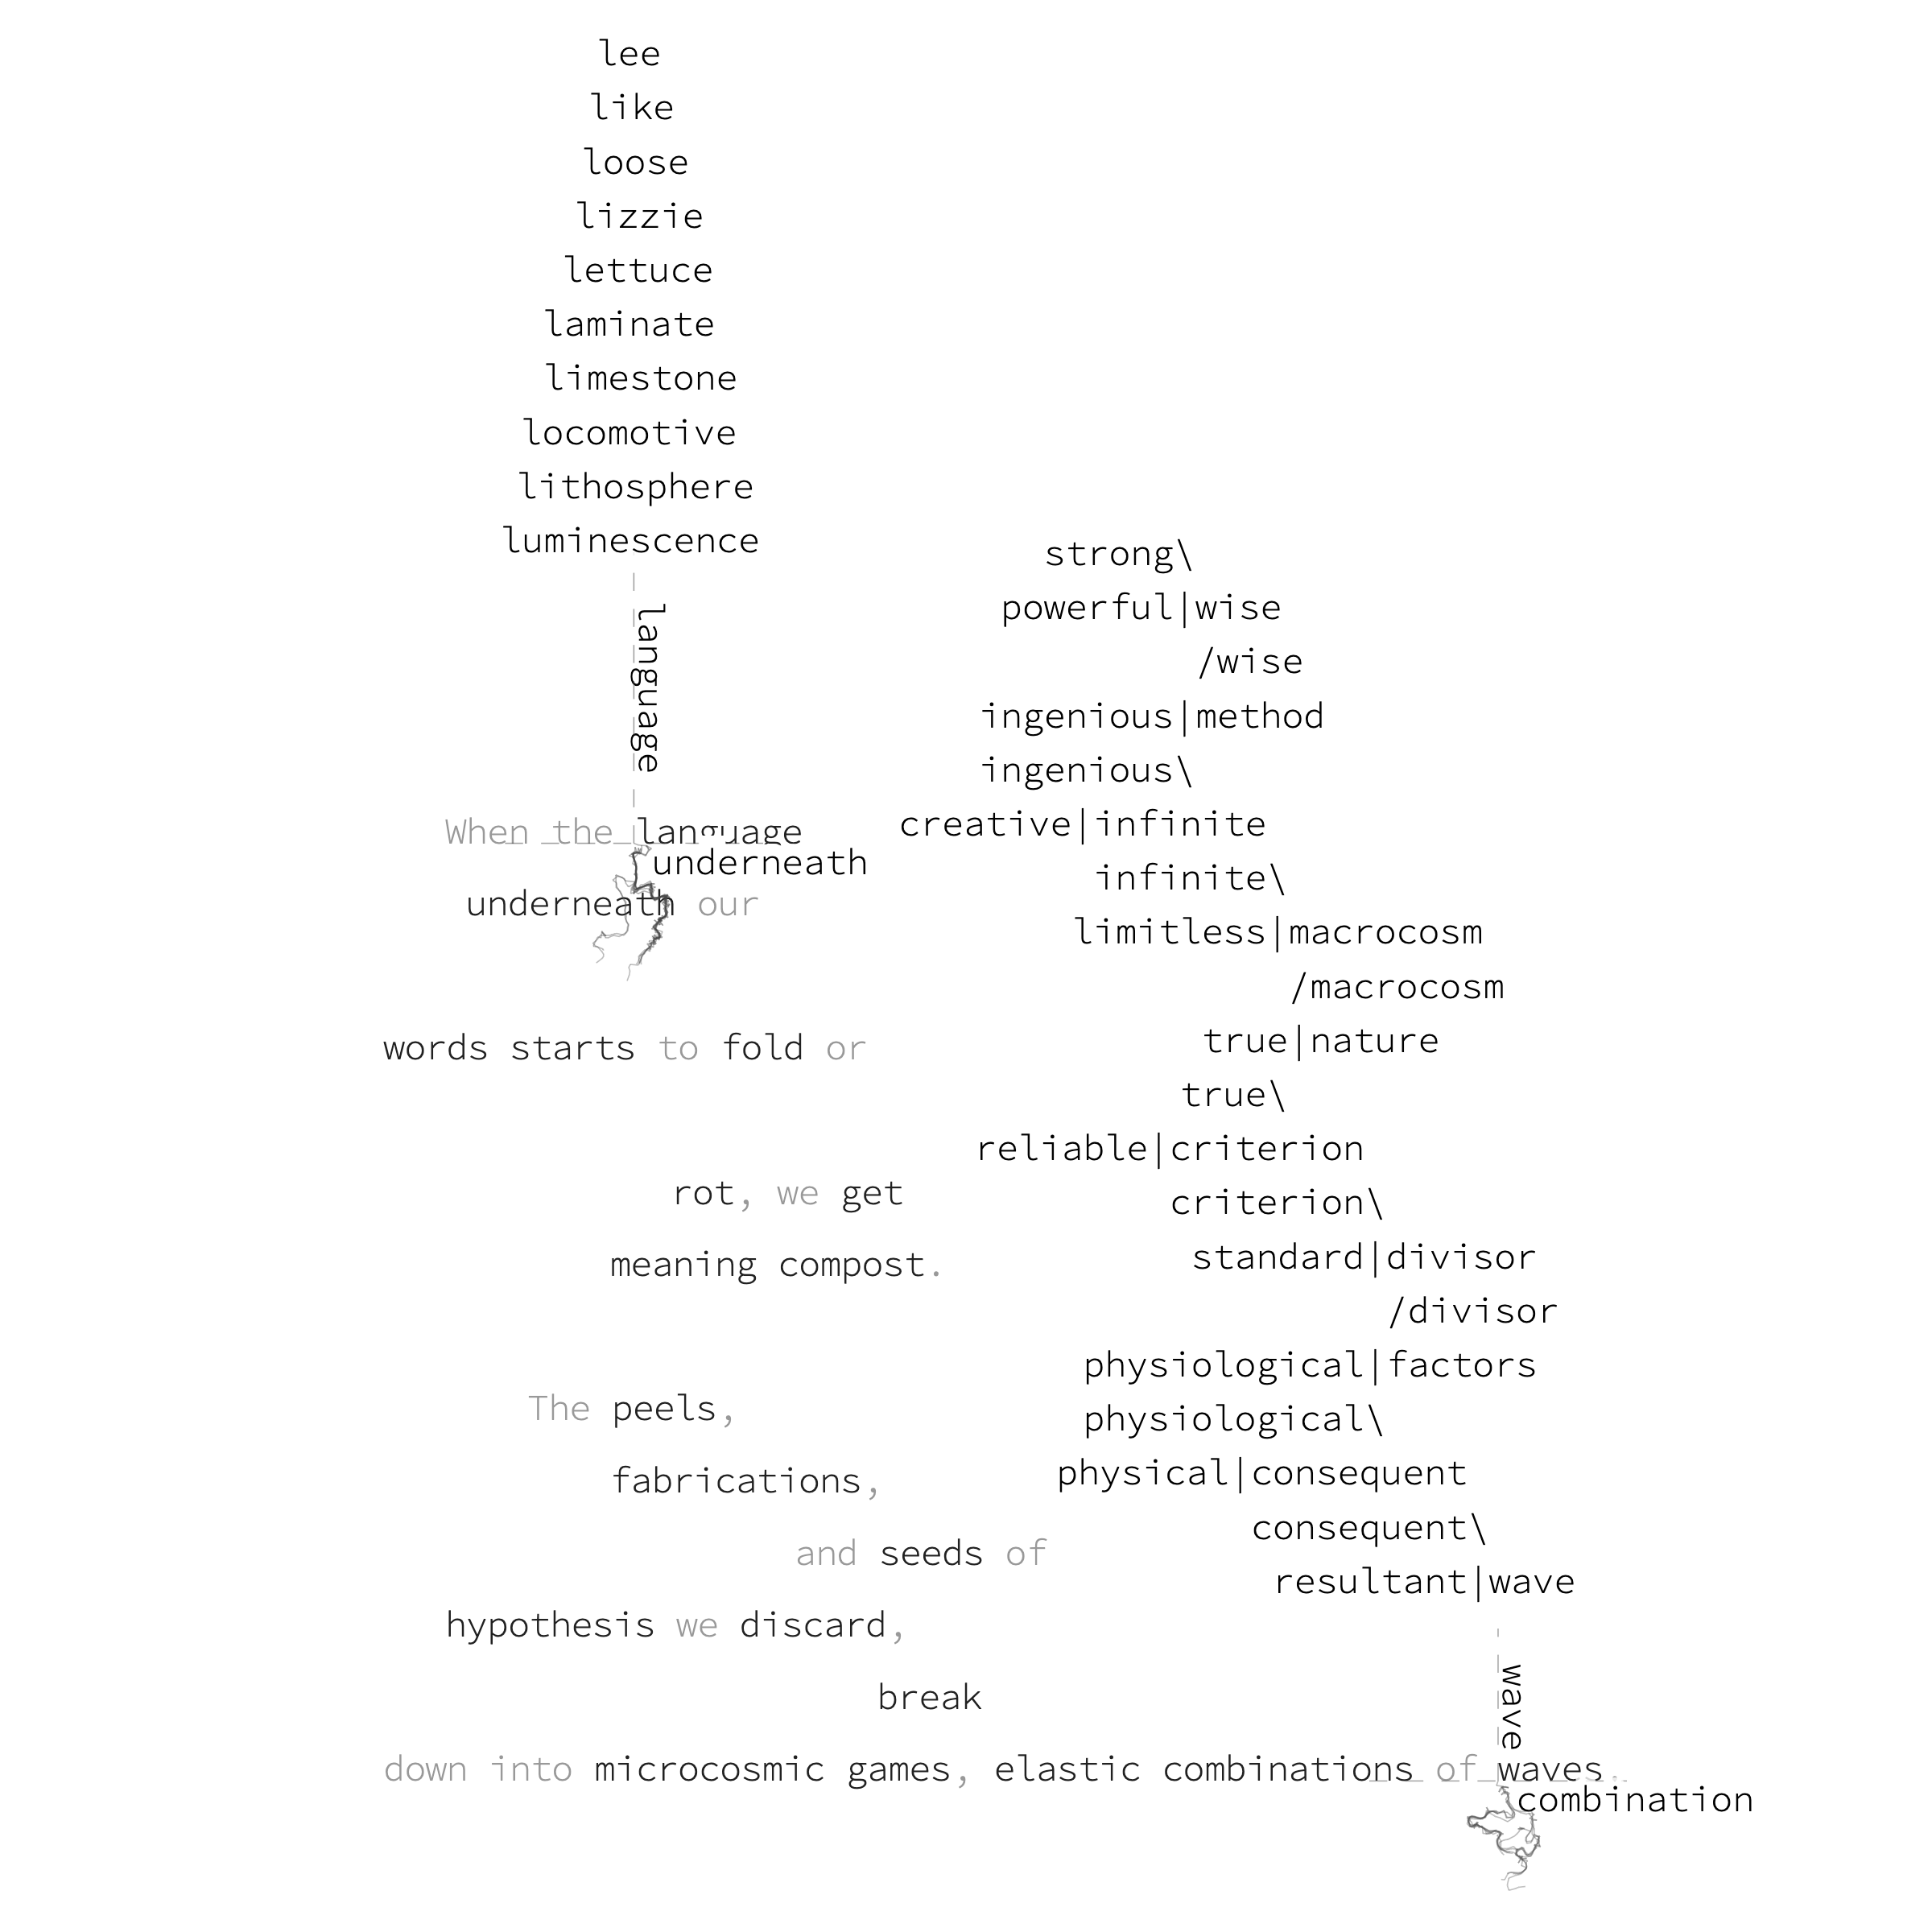 lee
like
loose
lizzie
lettuce
laminate
limestone
locomotive
lithosphere
luminescence
language
When the language
underneath
underneath our
words starts to fold or
rot, we get
meaning compost.
The peels,
fabrications,
and seeds of
hypothesis we discard,
break
down into microcosmic games, elastic combinations of waves.
strong\
powerful|wise
/wise
ingenious|method
ingenious\
creative|infinite
infinite\
limitless|macrocosm
/macrocosm
true|nature
true\
reliable|criterion
criterion\
standard|divisor
/divisor
physiological|factors
physiological\
physical|consequent
consequent\
resultant|wave
wave
combination